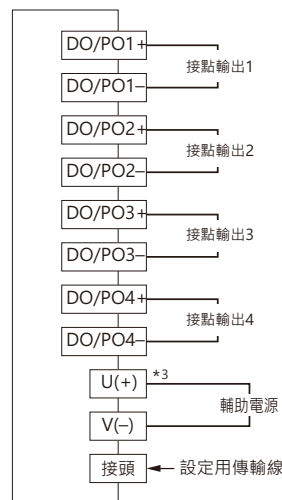 DO/PO1+
接點輸出1
DO/PO1–
DO/PO2+
接點輸出2
DO/PO2–
DO/PO3+
接點輸出3
DO/PO3–
DO/PO4+
接點輸出4
DO/PO4–
U(+) *3
輔助電源
V(–)
接頭 設定用傳輸線